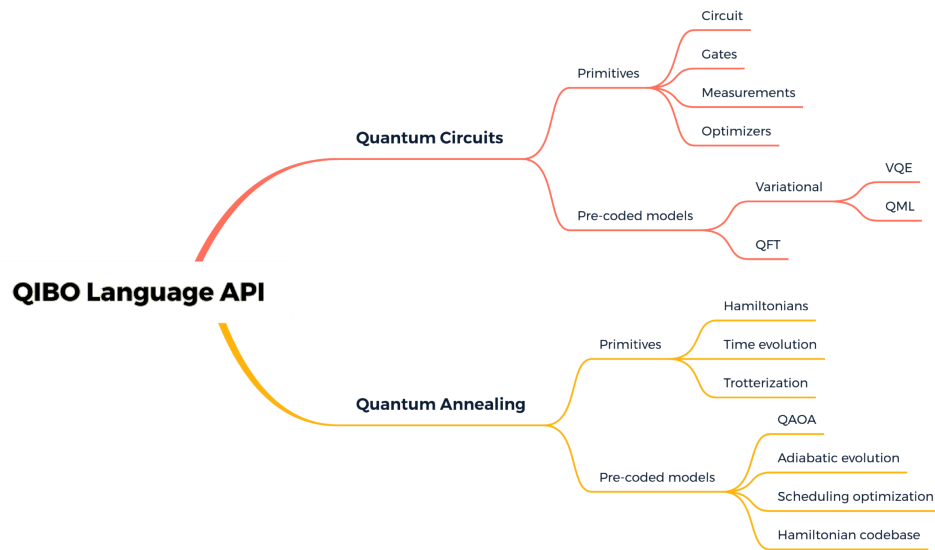 QIBO Language API
Quantum Circuits
Primitives
Circuit
Gates
Measurements
Optimizers
Pre-coded models
Variational
VQE
QML
QFT
Quantum Annealing
Primitives
Hamiltonians
Time evolution
Trotterization
Pre-coded models
QAOA
Adiabatic evolution
Scheduling optimization
Hamiltonian codebase